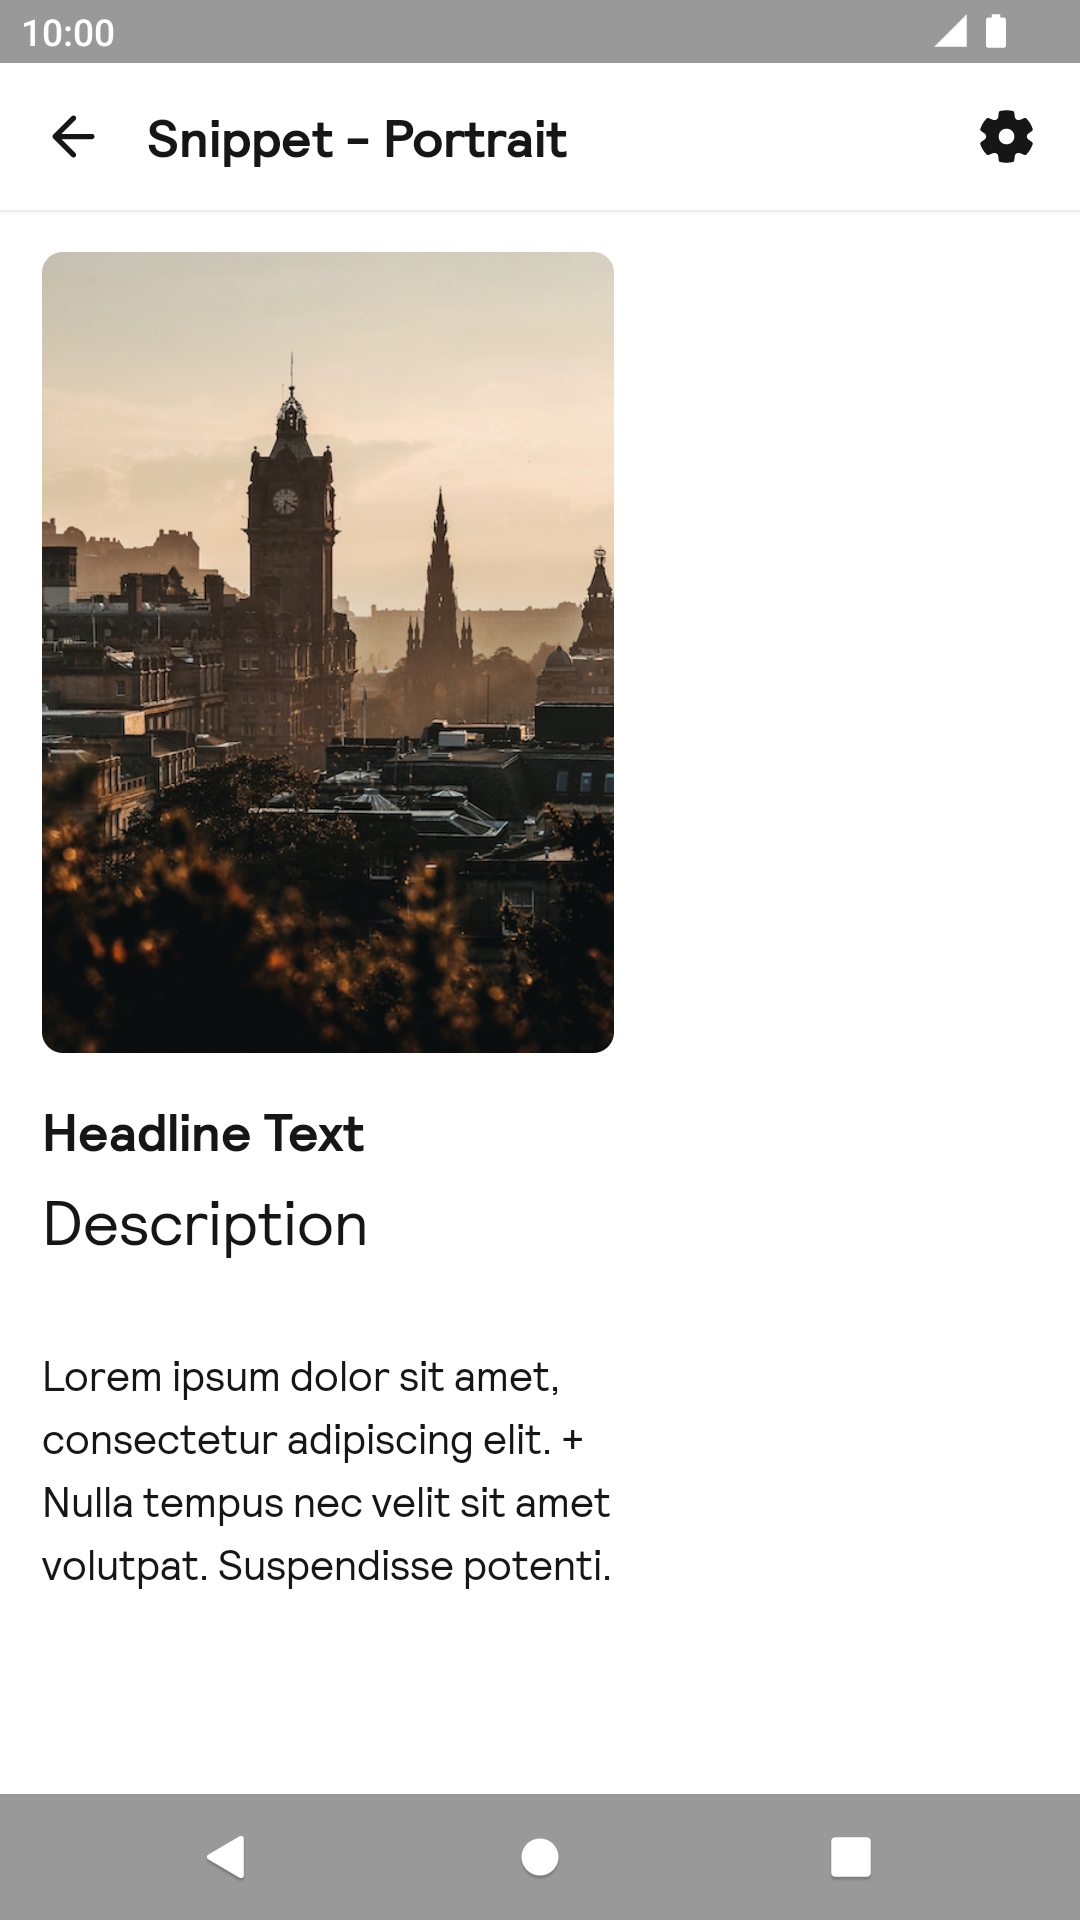 10:00
Snippet - Portrait
Headline Text
Description
Lorem ipsum dolor sit amet,
consectetur adipiscing elit. +
Nulla tempus nec velit sit amet
volutpat. Suspendisse potenti.